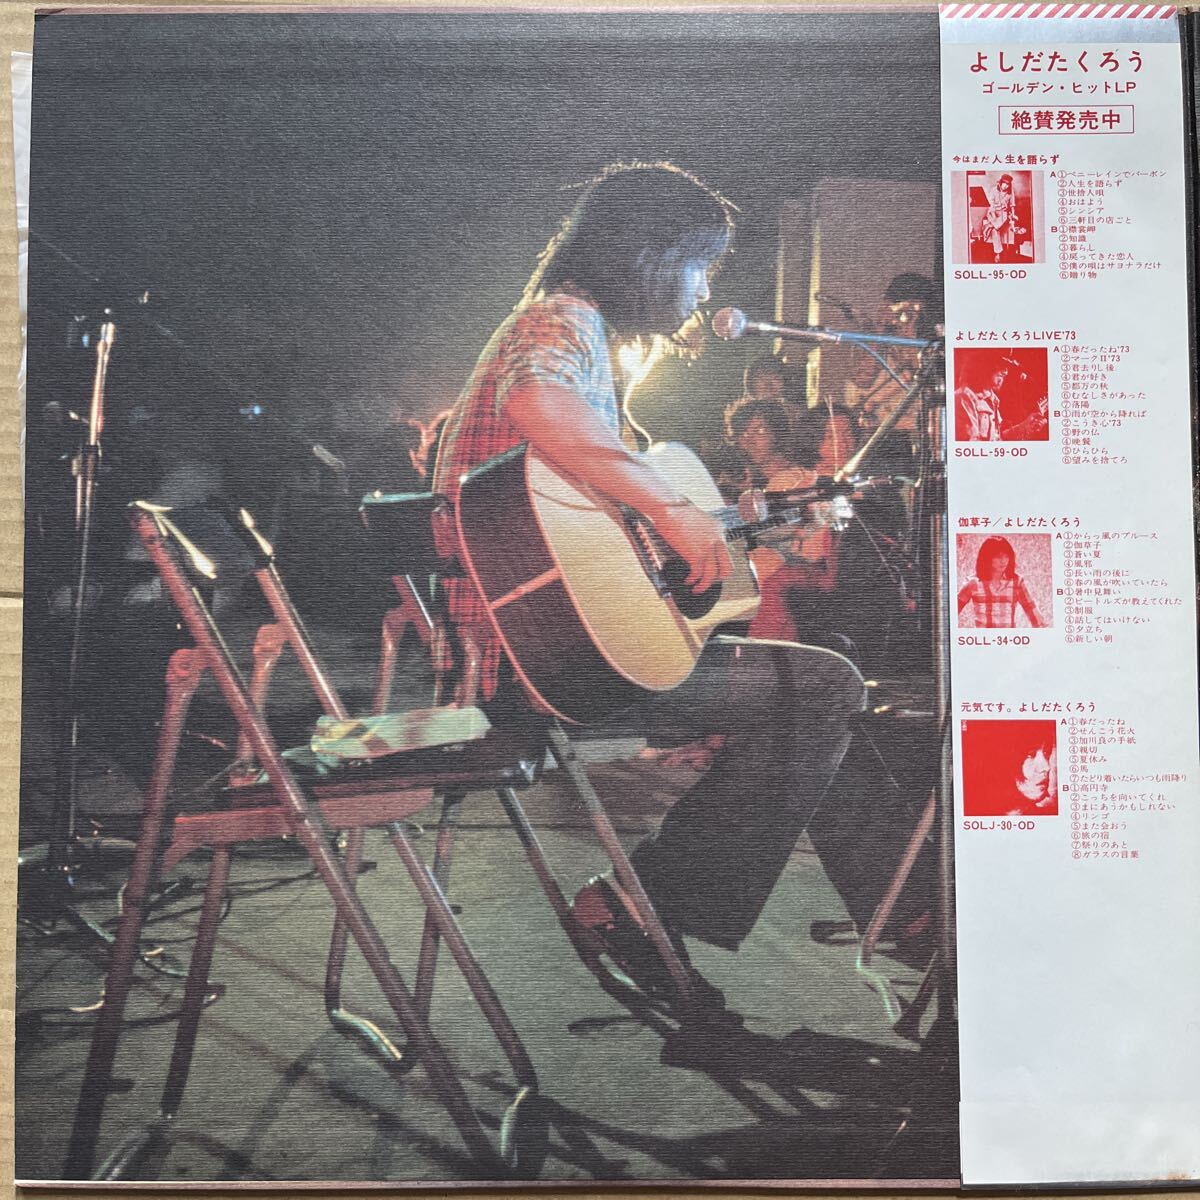 よしだたくろう
ゴールデン・ヒットLP
絶賛発売中
今はまだ人生を語らず
A①ペニーレインでバーボン
②人生を語らず
③世捨人唄
④おはよう
⑤シンシア
⑥三軒目の店ごと
B①襟裳岬
②知識
③暮らし
④戻ってきた恋人
⑤僕の唄はサヨナラだけ
⑥贈り物
SOLL-95-OD
よしだたくろうLIVE'73
A①春だったね'73
②マークII'73
③君去りし後
④君が好き
⑤都万の秋
⑥むなしさがあった
⑦落陽
B①雨が空から降れば
②こうき心'73
③野の仏
④晩餐
⑤ひらひら
⑥望みを捨てろ
SOLL-59-OD
伽草子/よしだたくろう
A①からっ風のブルース
②伽草子
③蒼い夏
④風邪
⑤長い雨の後に
⑥春の風が吹いていたら
B①暑中見舞い
②ビートルズが教えてくれた
③制服
④話してはいけない
⑤夕立ち
⑥新しい朝
SOLL-34-OD
元気です。よしだたくろう
A①春だったね
②せんこう花火
③加川良の手紙
④親切
⑤夏休み
⑥馬
⑦たどり着いたらいつも雨降り
B①高円寺
②こっちを向いてくれ
③まにあうかもしれない
④リンゴ
⑤また会おう
⑥旅の宿
⑦祭りのあと
⑧ガラスの言葉
SOLJ-30-OD